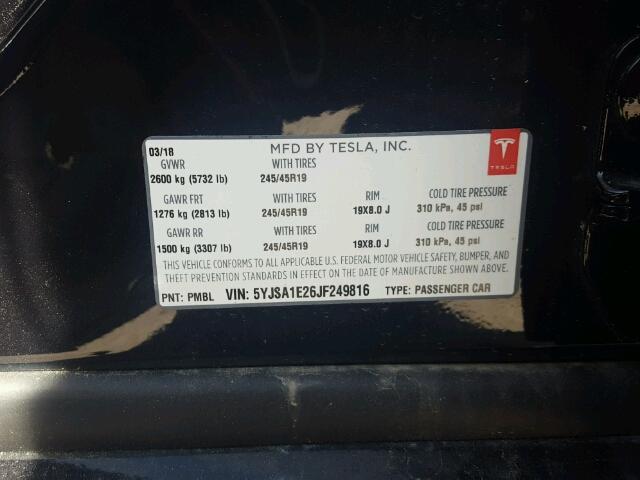 03/18 MFD BY TESLA, INC.
GVWR WITH TIRES
2600 kg (5732 lb) 245/45R19
TESLA
GAWR FRT WITH TIRES RIM COLD TIRE PRESSURE
1276 kg (2813 lb) 245/45R19 19X8.0 J 310 kPa, 45 psi
GAWR RR WITH TIRES RIM COLD TIRE PRESSURE
1500 kg (3307 lb) 245/45R19 19X8.0 J 310 kPa, 45 psi
THIS VEHICLE CONFORMS TO ALL APPLICABLE U.S. FEDERAL MOTOR VEHICLE SAFETY, BUMPER, AND
THEFT PREVENTION STANDARDS IN EFFECT ON THE DATE OF MANUFACTURE SHOWN ABOVE.
PNT: PMBL VIN: 5YJSA1E26JF249816 TYPE: PASSENGER CAR